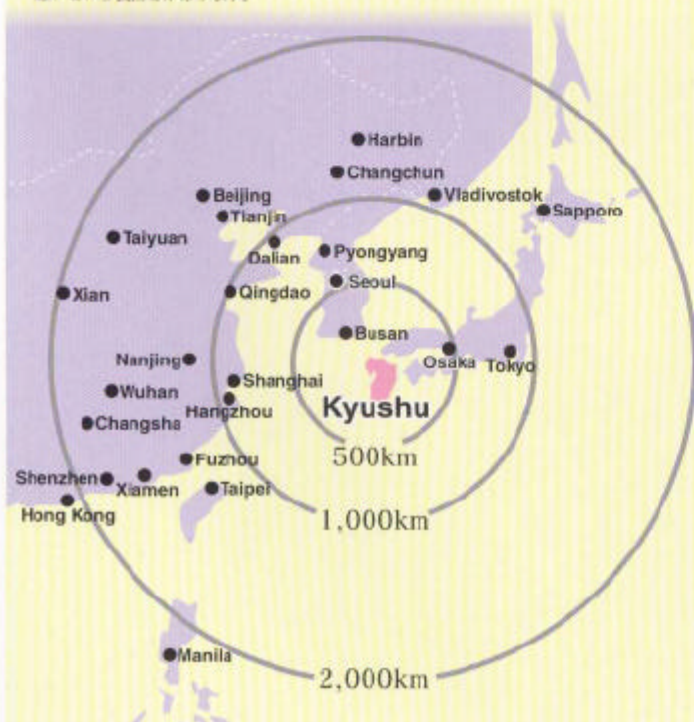 Harbin
Changchun
Beijing
Vladivostok
Tianjin
Sapporo
Taiyuan
Dalian
Pyongyang
Seoul
Xian
Qingdao
Busan
Nanjing
Osaka
Tokyo
Shanghai
Wuhan
Hangzhou
Kyushu
Changsha
500km
Fuzhou
Shenzhen
Xiamen
Taipei
Hong Kong
1,000km
Manila
2,000km